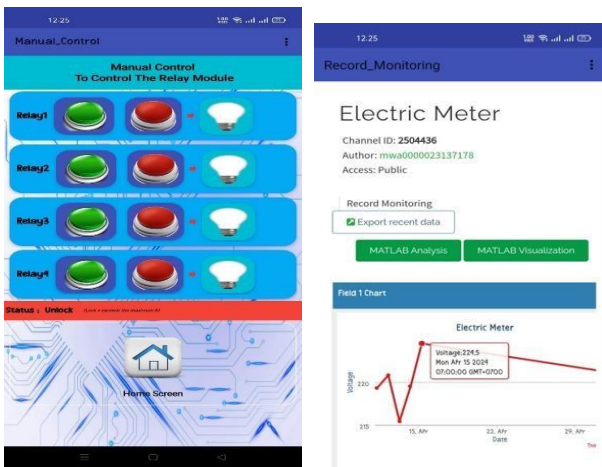 12.25
Manual_Control
Manual Control
To Control The Relay Module
Relay1
Relay2
Relay3
Relay4
Status : Unlock
Home Screen
12.25
Record_Monitoring
Electric Meter
Channel ID: 2504436
Author: mwa0000023137178
Access: Public
Record Monitoring
Export recent data
MATLAB Analysis
MATLAB Visualization
Field 1 Chart
Electric Meter
Voltage:224.5
Mon Apr 15 2024
07:00:00 GMT+0700
Voltage
220
215
15. Apr
22. Apr
29. Apr
Date